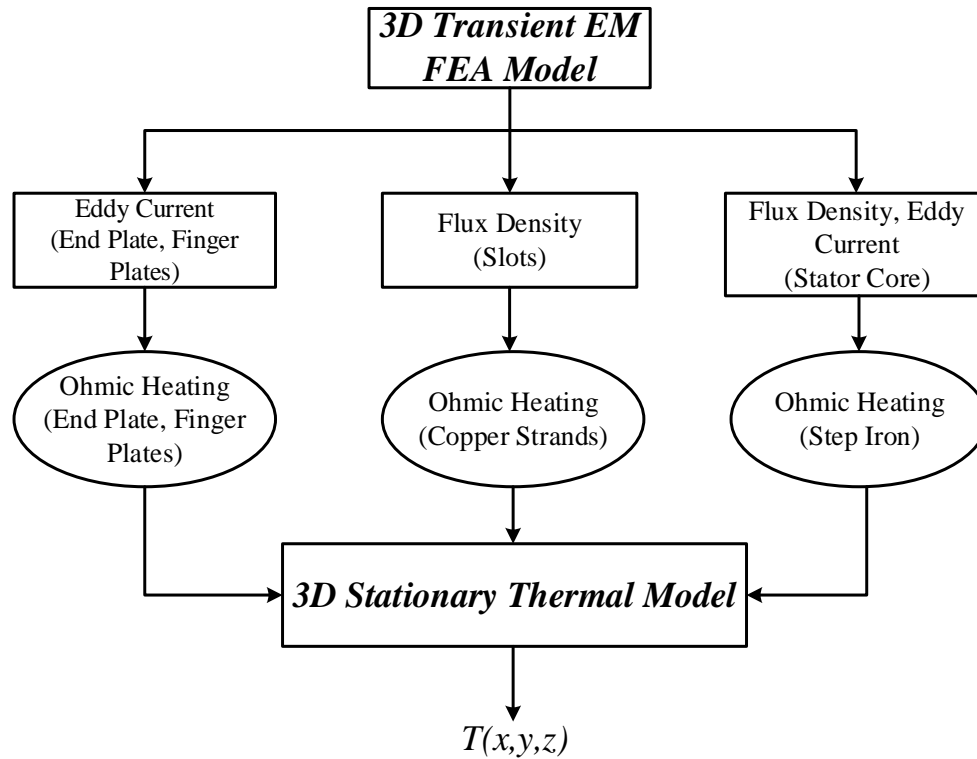 3D Transient EM
FEA Model
Eddy Current
(End Plate, Finger
Plates)
Flux Density
(Slots)
Flux Density, Eddy
Current
(Stator Core)
Ohmic Heating
(End Plate, Finger
Plates)
Ohmic Heating
(Copper Strands)
Ohmic Heating
(Step Iron)
3D Stationary Thermal Model
T(x,y,z)